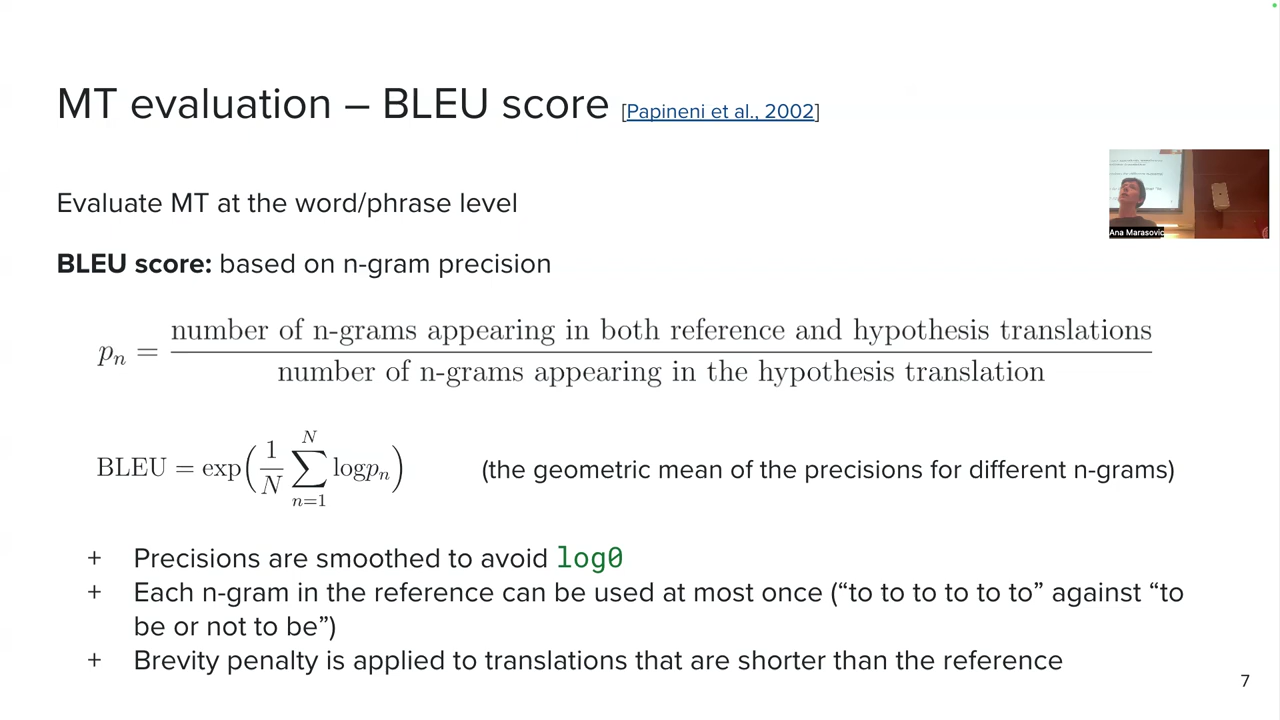 MT evaluation – BLEU score [Papineni et al., 2002]
Evaluate MT at the word/phrase level
Ana Marasovic
BLEU score: based on n-gram precision
pₙ = number of n-grams appearing in both reference and hypothesis translations / number of n-grams appearing in the hypothesis translation
BLEU = exp(1/N ∑ₙ₌₁ᴺ logpₙ) (the geometric mean of the precisions for different n-grams)
+ Precisions are smoothed to avoid log0
+ Each n-gram in the reference can be used at most once (“to to to to to to” against “to
be or not to be”)
+ Brevity penalty is applied to translations that are shorter than the reference
7